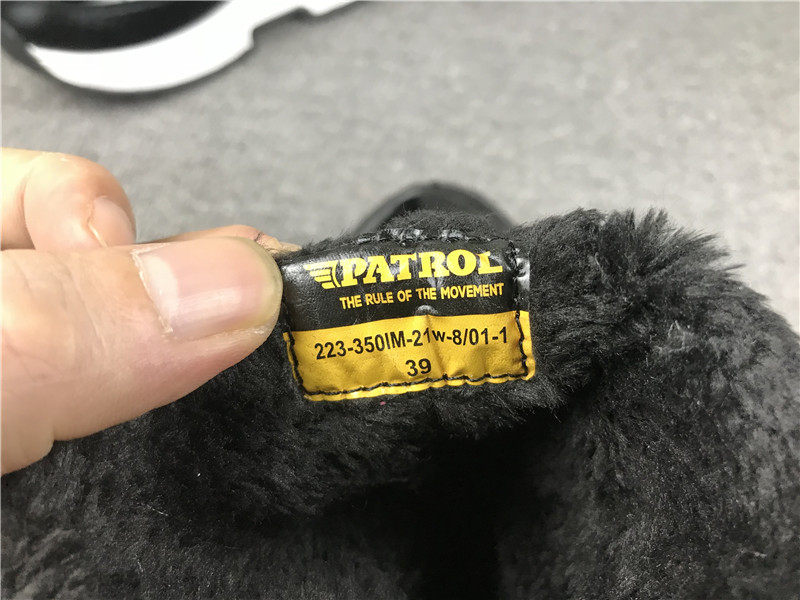 PATROL
THE RULE OF THE MOVEMENT
223-350IM-21w-8/01-1
39